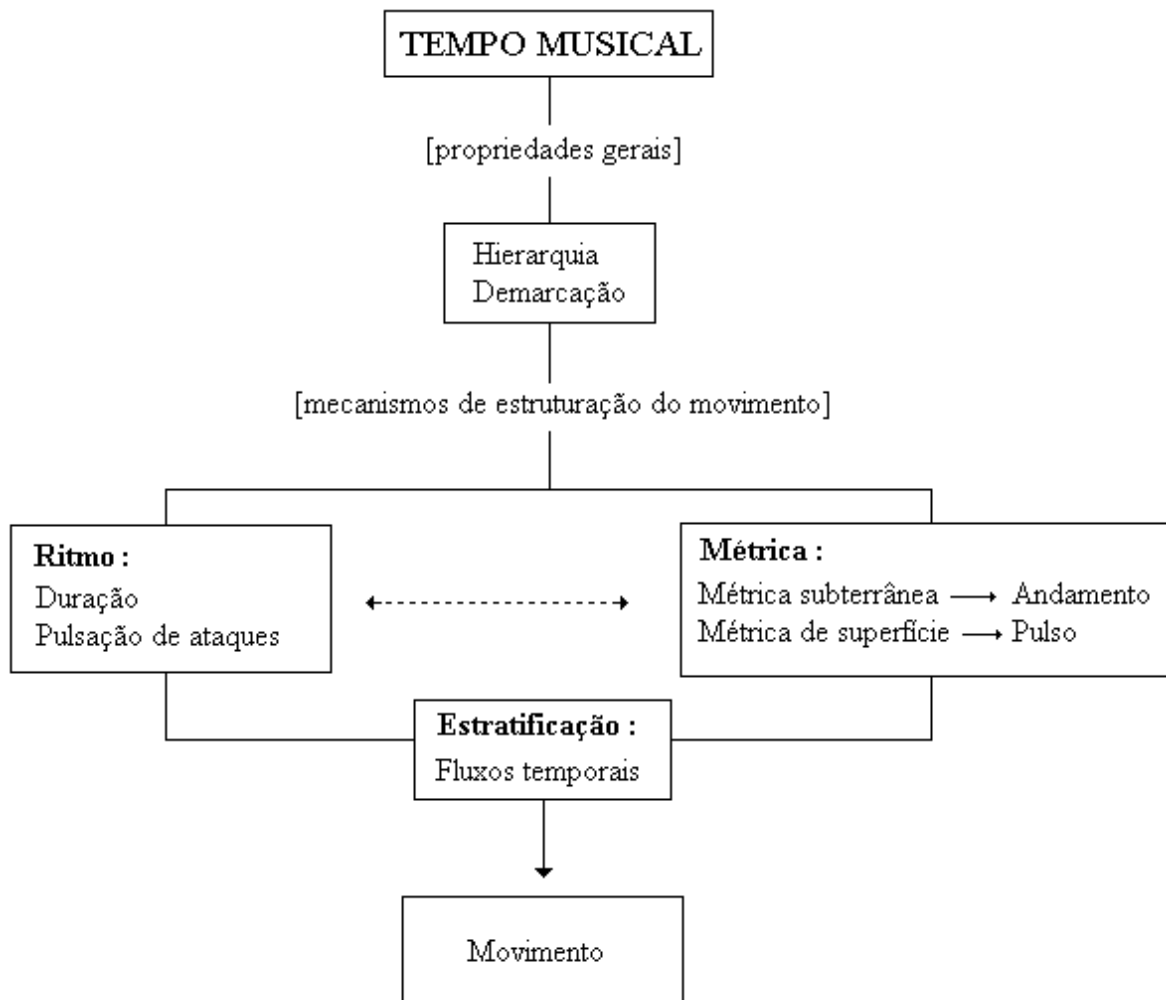 TEMPO MUSICAL
[propriedades gerais]
Hierarquia
Demarcação
[mecanismos de estruturação do movimento]
Ritmo :
Duração
Pulsação de ataques
Métrica :
Métrica subterrânea → Andamento
Métrica de superfície → Pulso
Estratificação :
Fluxos temporais
Movimento